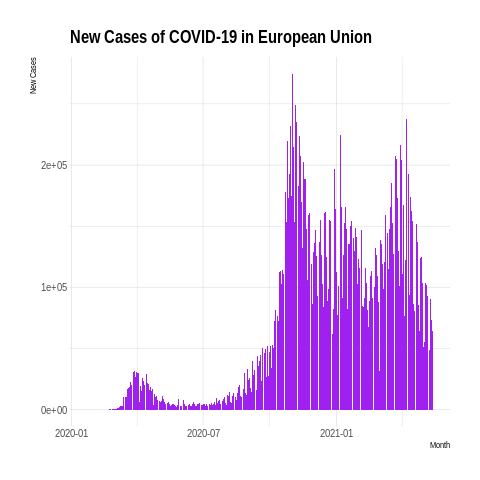 New Cases of COVID-19 in European Union
New Cases
2e+05
1e+05
0e+00
2020-01 2020-07 2021-01
Month